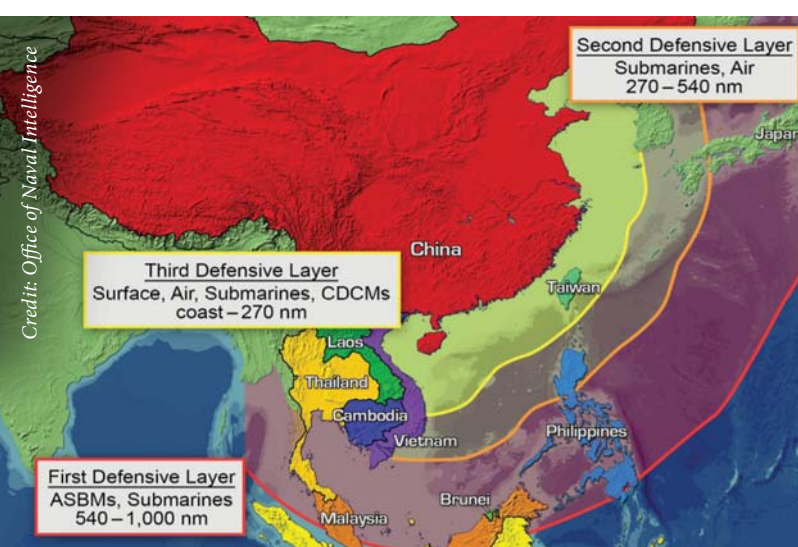 Credit: Office of Naval Intelligence
Second Defensive Layer
Submarines, Air
270–540 nm
Japan
China
Third Defensive Layer
Surface, Air, Submarines, CDCMs
coast–270 nm
Taiwan
Laos
Thailand
Cambodia
Vietnam
Philippines
First Defensive Layer
ASBMs, Submarines
540–1,000 nm
Brunei
Malaysia